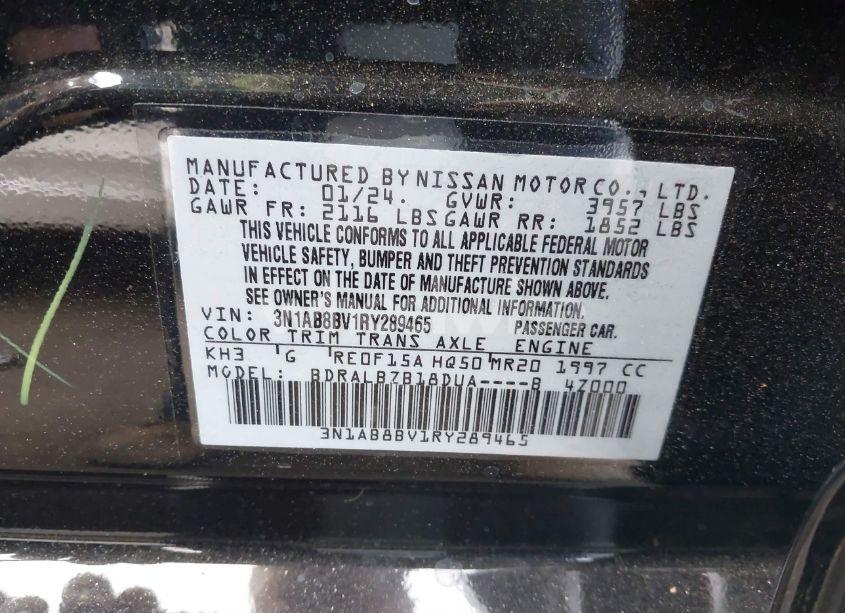 MANUFACTURED BY NISSAN MOTOR CO., LTD.
DATE: 01/24. GVWR: 3957 LBS
GAWR FR: 2116 LBS GAWR RR: 1852 LBS
THIS VEHICLE CONFORMS TO ALL APPLICABLE FEDERAL MOTOR
VEHICLE SAFETY, BUMPER AND THEFT PREVENTION STANDARDS
IN EFFECT ON THE DATE OF MANUFACTURE SHOWN ABOVE.
SEE OWNER'S MANUAL FOR ADDITIONAL INFORMATION.
VIN: 3N1AB8BV1RY289465 PASSENGER CAR.
COLOR TRIM TRANS AXLE ENGINE
KH3 G RE0F15A HQ50 MR20 1997 CC
MODEL: BDRALBZB18DUA----B 4Z000
3N1AB8BV1RY289465